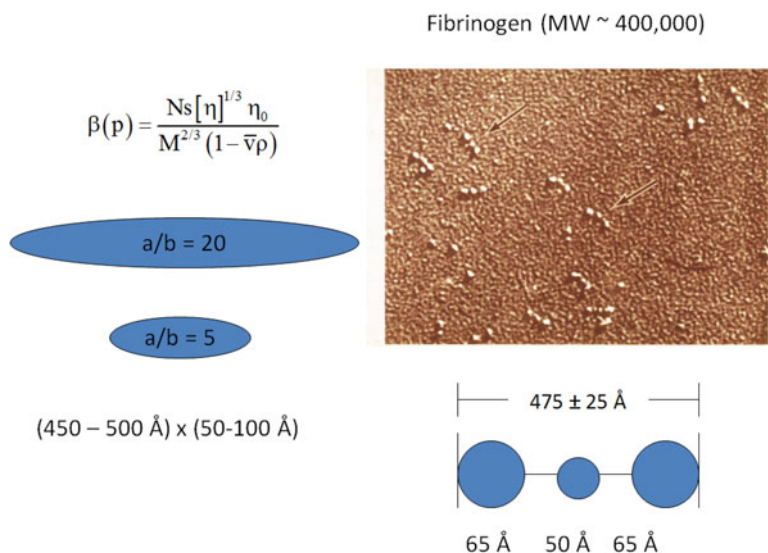 Fibrinogen (MW ~ 400,000)
β(p) = Ns[η]^1/3 η₀ / M^2/3 (1− v̅ρ)
a/b = 20
a/b = 5
(450 – 500 Å) x (50-100 Å)
475 ± 25 Å
65 Å 50 Å 65 Å